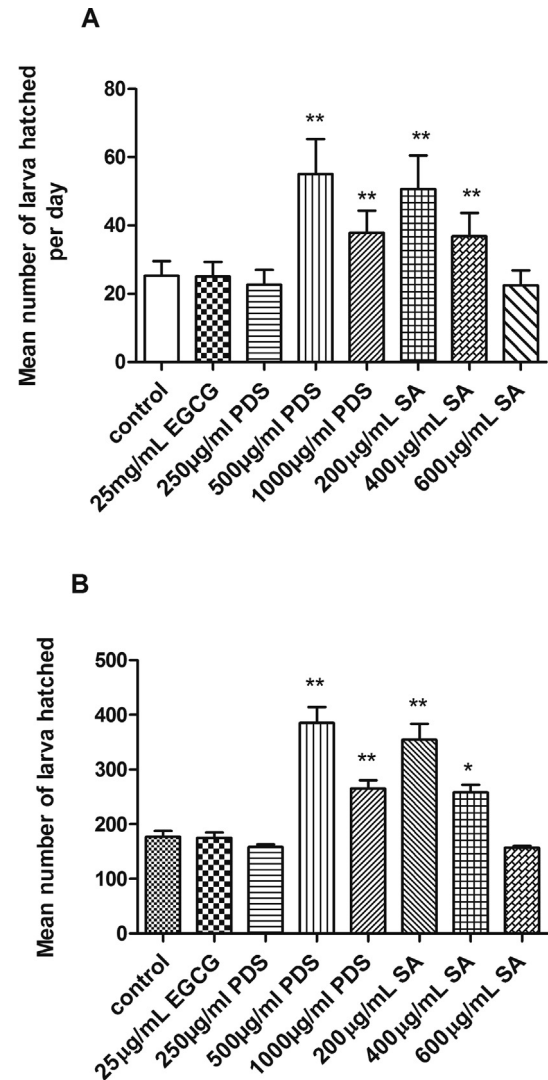 A
Mean number of larva hatched
per day
80
60
40
20
0
**
**
**
**
control
25mg/mL EGCG
250µg/ml PDS
500µg/ml PDS
1000µg/ml PDS
200µg/mL SA
400µg/mL SA
600µg/mL SA
B
Mean number of larva hatched
500
400
300
200
100
0
**
**
**
*
control
25µg/mL EGCG
250µg/ml PDS
500µg/ml PDS
1000µg/ml PDS
200µg/mL SA
400µg/mL SA
600µg/mL SA